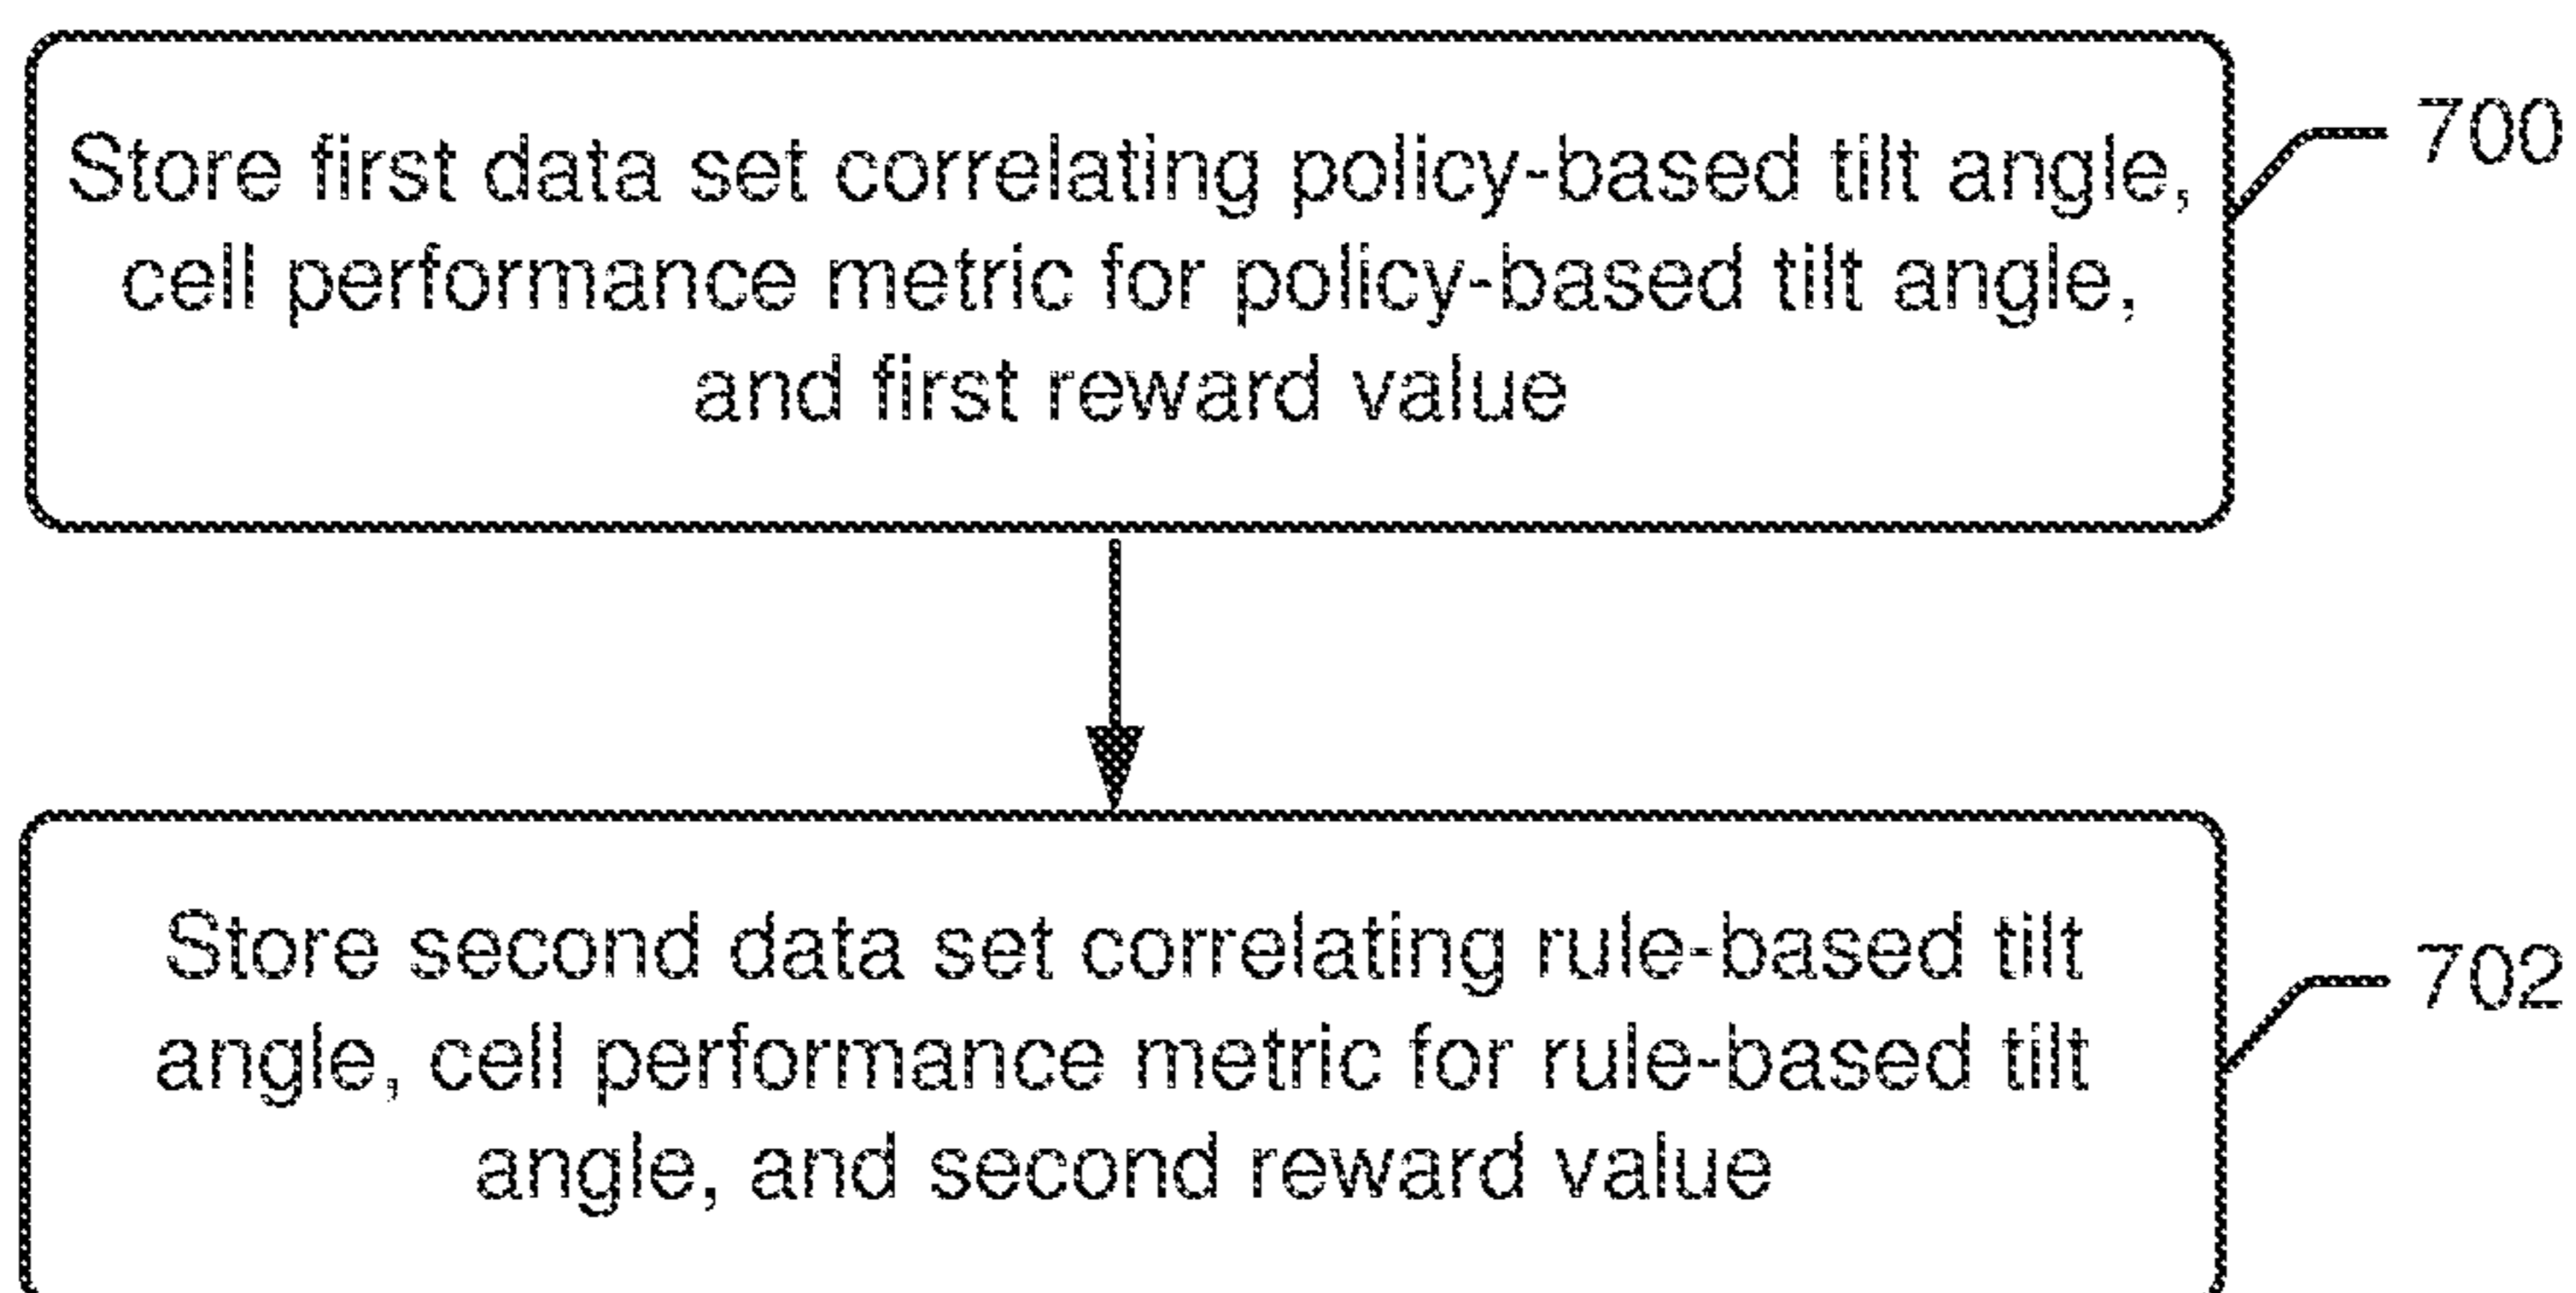 Store first data set correlating policy-based tilt angle,
cell performance metric for policy-based tilt angle,
and first reward value
700
Store second data set correlating rule-based tilt
angle, cell performance metric for rule-based tilt
angle, and second reward value
702